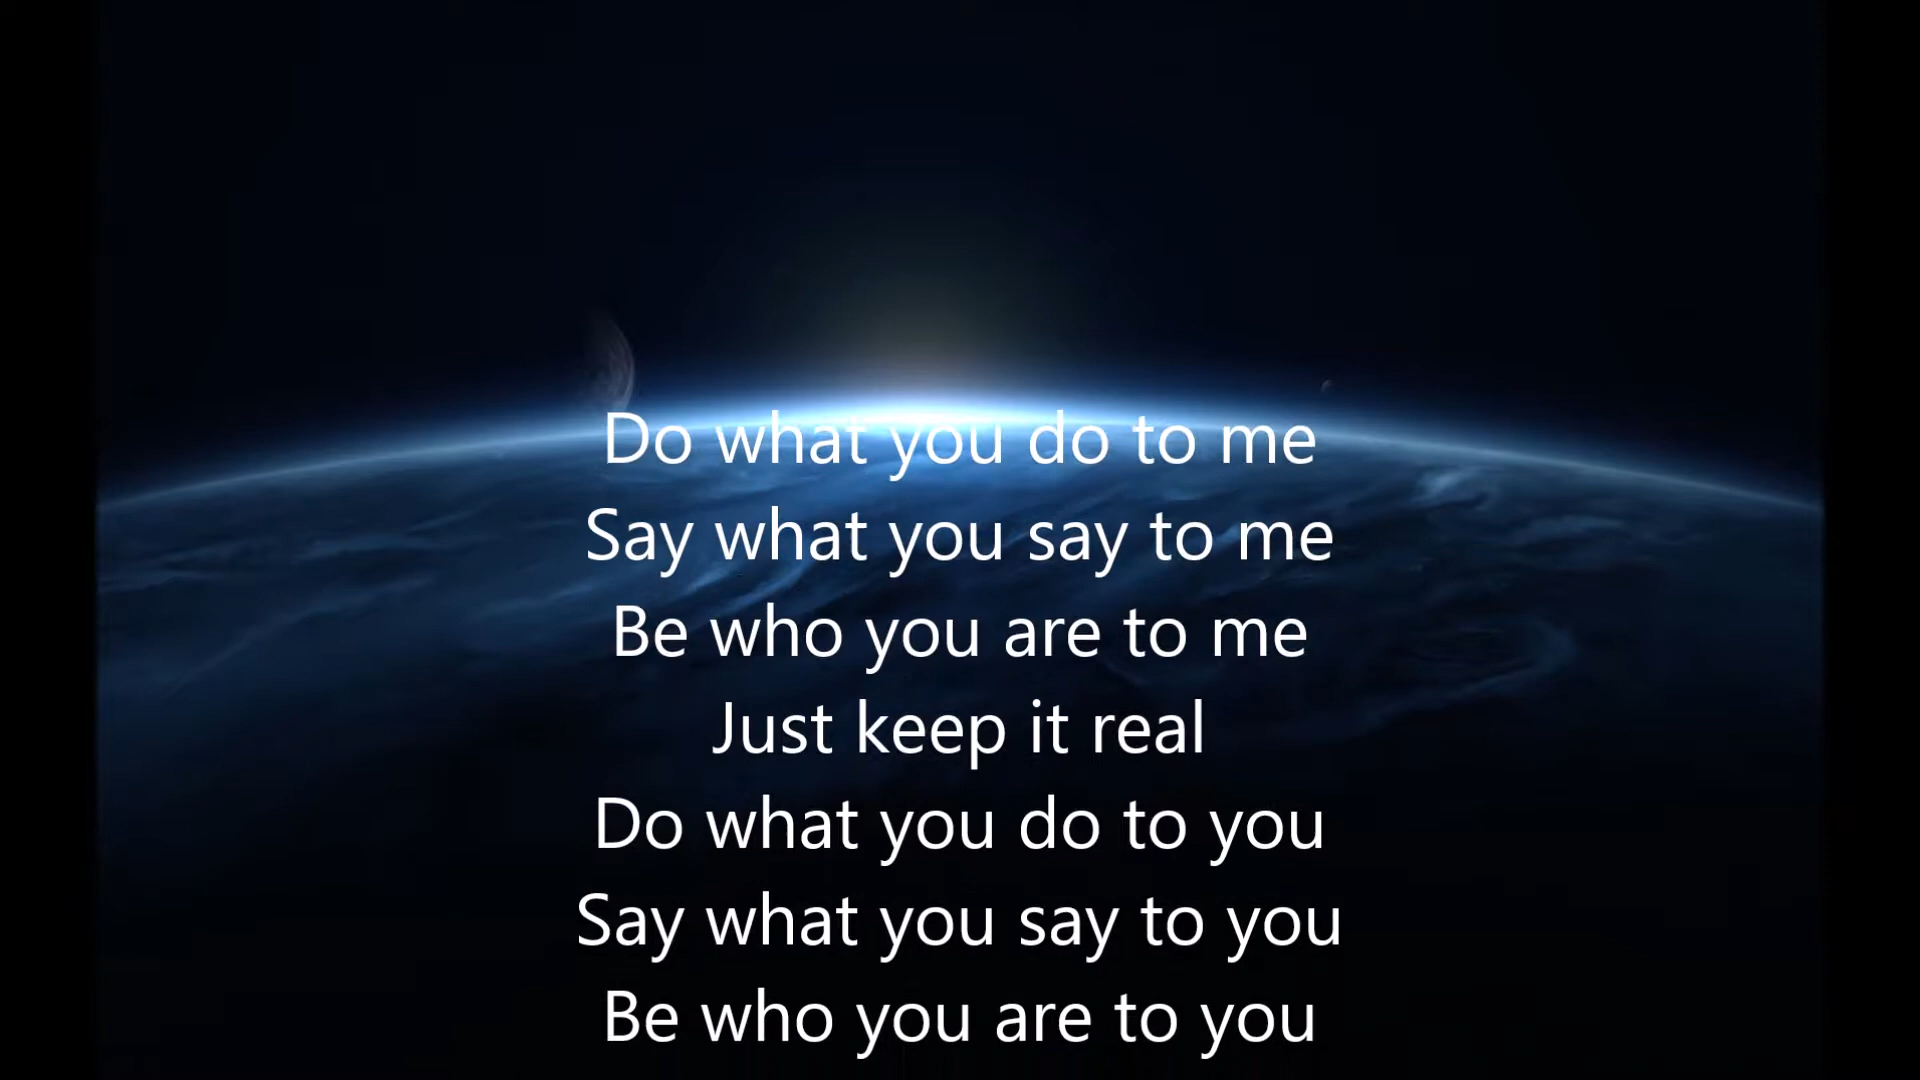 Do what you do to me
Say what you say to me
Be who you are to me
Just keep it real
Do what you do to you
Say what you say to you
Be who you are to you